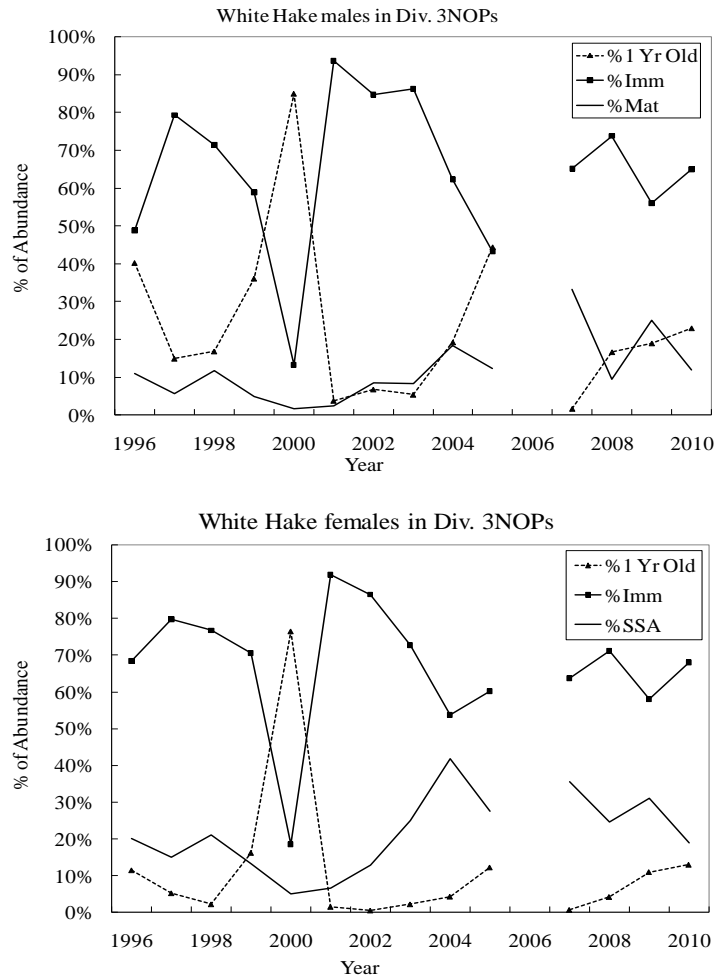 White Hake males in Div. 3NOPs
100%
90%
80%
70%
60%
50%
40%
30%
20%
10%
0%
% of Abundance
% 1 Yr Old
% Imm
% Mat
1996 1998 2000 2002 2004 2006 2008 2010
Year
White Hake females in Div. 3NOPs
100%
90%
80%
70%
60%
50%
40%
30%
20%
10%
0%
% of Abundance
% 1 Yr Old
% Imm
% SSA
1996 1998 2000 2002 2004 2006 2008 2010
Year